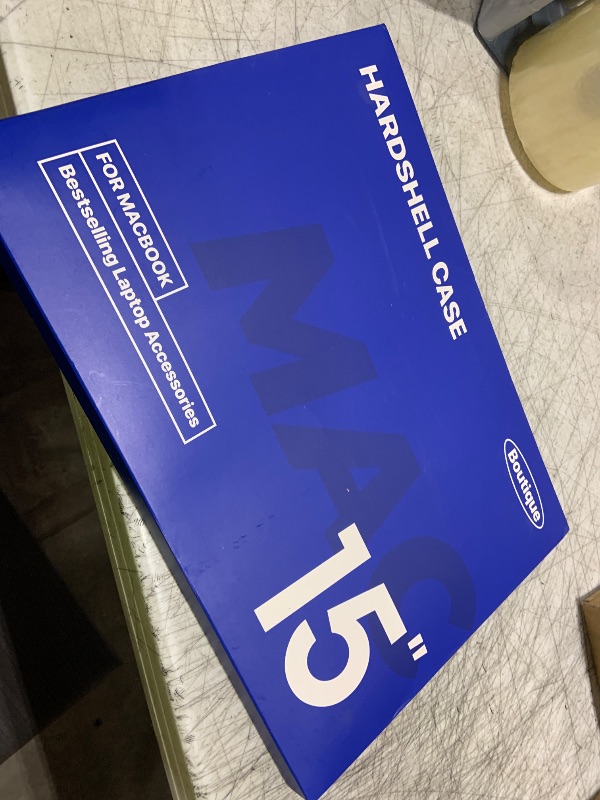 HARDSHELL CASE
Boutique
MAC
FOR MACBOOK
Bestselling Laptop Accessories
15"